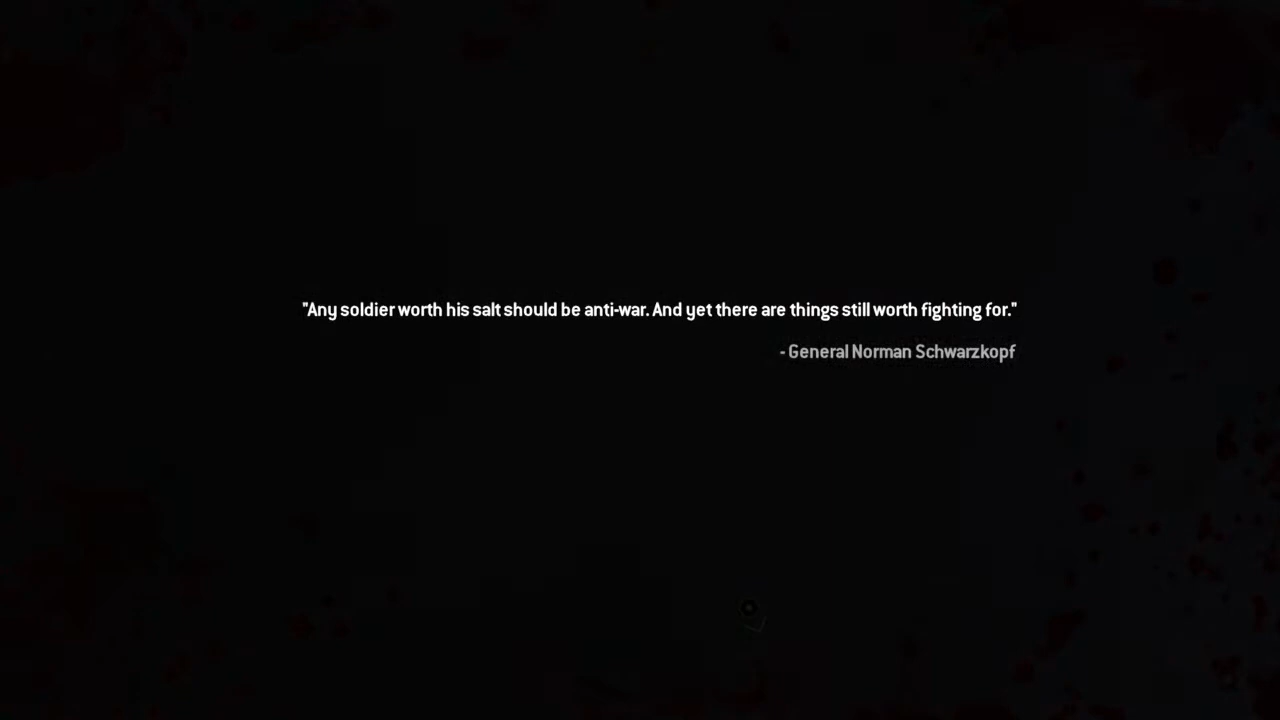 "Any soldier worth his salt should be anti-war. And yet there are things still worth fighting for."
- General Norman Schwarzkopf